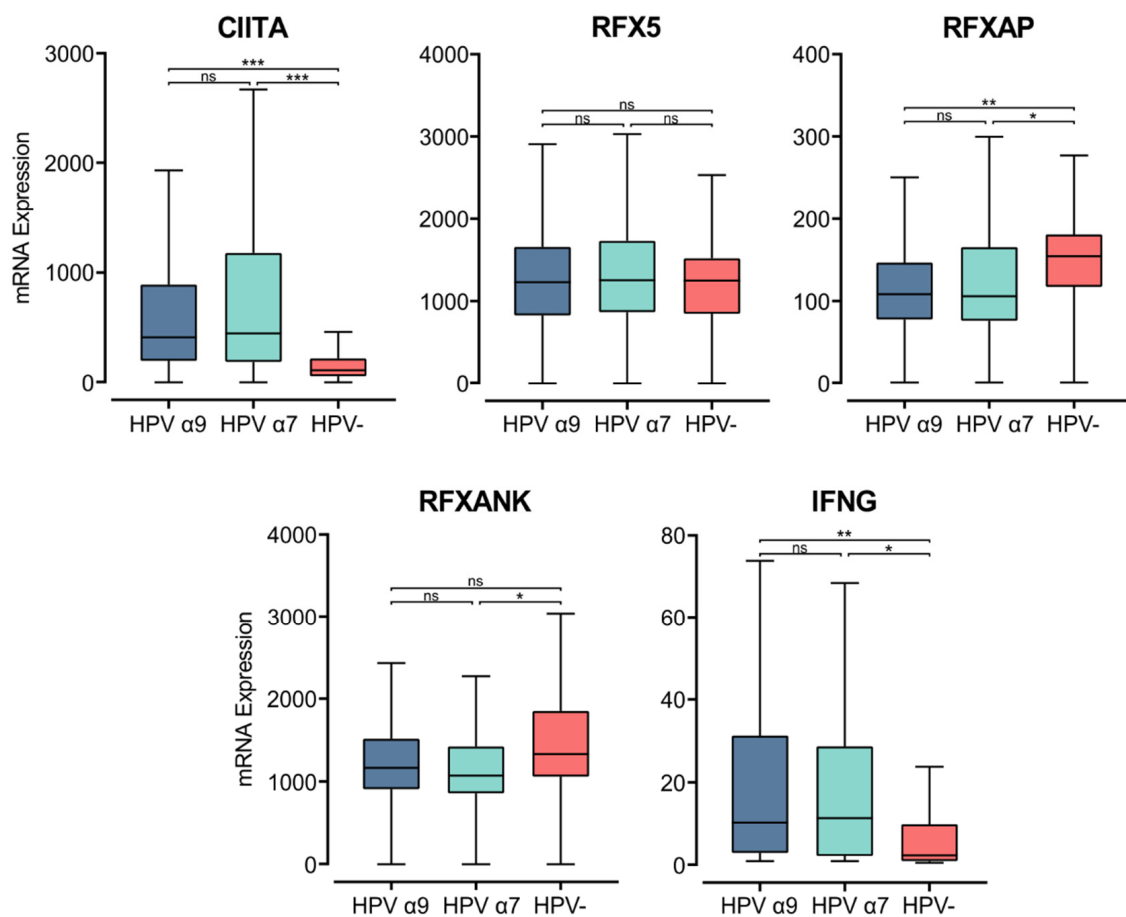 CIITA
RFX5
RFXAP
mRNA Expression
3000
2000
1000
0
***
ns
***
HPV α9
HPV α7
HPV-
4000
3000
2000
1000
0
ns
ns
ns
HPV α9
HPV α7
HPV-
400
300
200
100
0
**
ns
*
HPV α9
HPV α7
HPV-
RFXANK
IFNG
mRNA Expression
4000
3000
2000
1000
0
ns
ns
*
HPV α9
HPV α7
HPV-
80
60
40
20
0
**
ns
*
HPV α9
HPV α7
HPV-